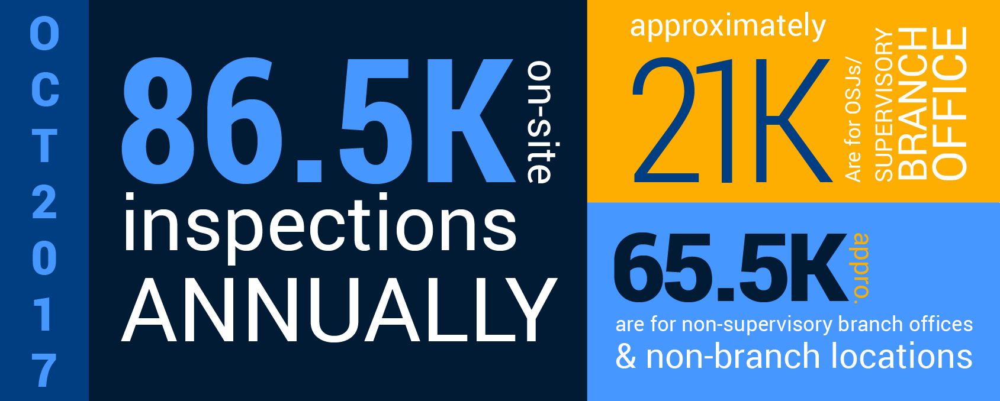 OCT2017
86.5K
on-site
inspections
ANNUALLY
approximately
21K
Are for OSJs/
SUPERVISORY
BRANCH
OFFICE
65.5K
appro.
are for non-supervisory branch offices
& non-branch locations